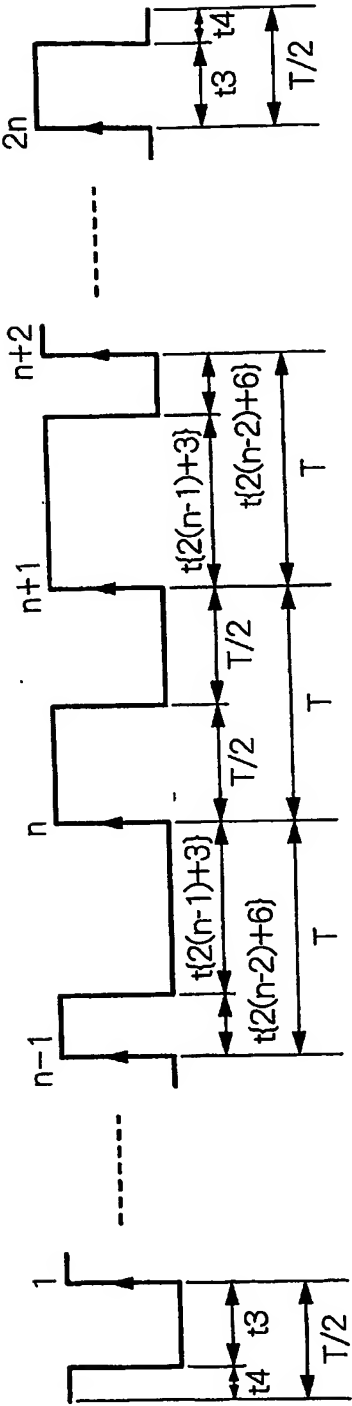 1
n−1
n
n+1
n+2
2n
t4
t3
T/2
t{2(n-1)+3}
t{2(n-2)+6}
T
T/2
T/2
T
t{2(n-1)+3}
t{2(n-2)+6}
T
t3
t4
T/2